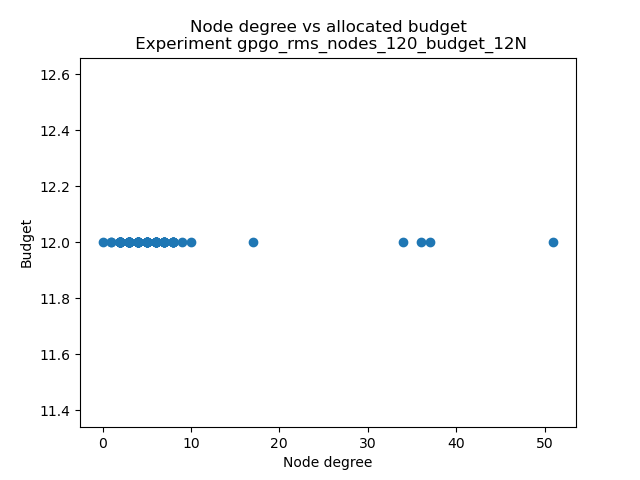 Node degree vs allocated budget
Experiment gpgo_rms_nodes_120_budget_12N
12.6
12.4
12.2
12.0
11.8
11.6
11.4
Budget
0 10 20 30 40 50
Node degree